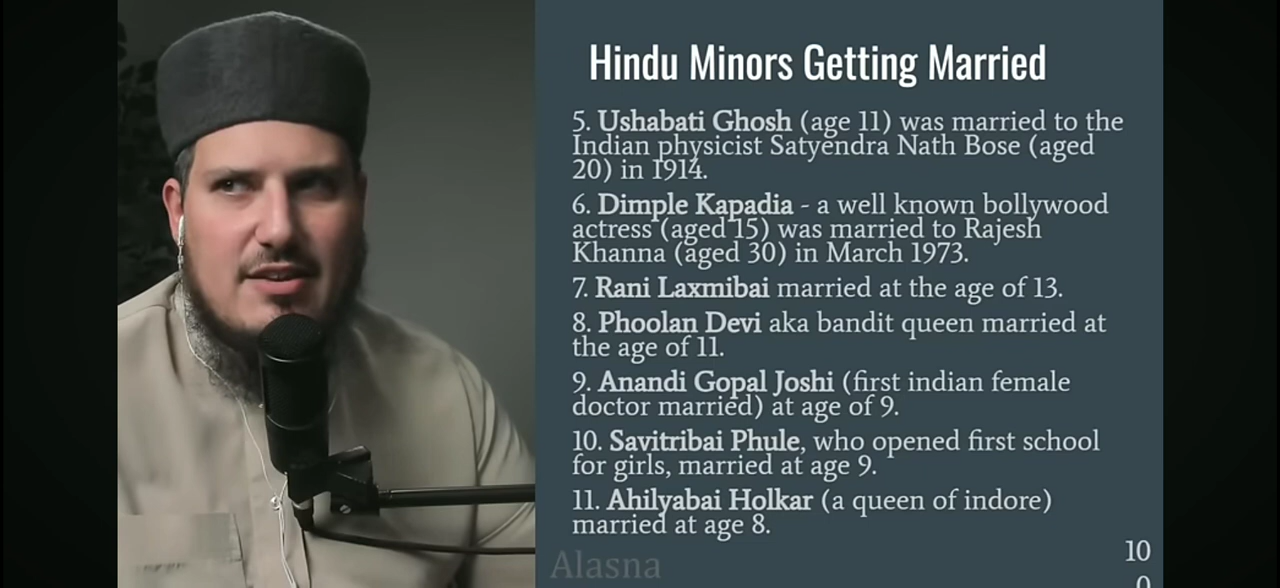 Hindu Minors Getting Married
5. Ushabati Ghosh (age 11) was married to the
Indian physicist Satyendra Nath Bose (aged
20) in 1914.
6. Dimple Kapadia - a well known bollywood
actress (aged 15) was married to Rajesh
Khanna (aged 30) in March 1973.
7. Rani Laxmibai married at the age of 13.
8. Phoolan Devi aka bandit queen married at
the age of 11.
9. Anandi Gopal Joshi (first indian female
doctor married) at age of 9.
10. Savitribai Phule, who opened first school
for girls, married at age 9.
11. Ahilyabai Holkar (a queen of indore)
married at age 8.
Alasna
10